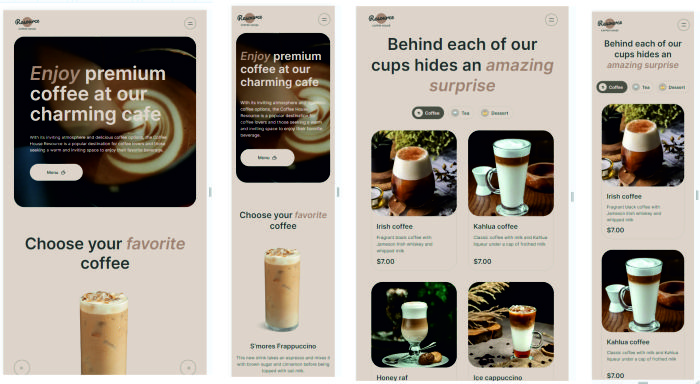 Resource
COFFEE HOUSE
Enjoy premium
coffee at our
charming cafe
With its inviting atmosphere and delicious coffee options, the Coffee
House Resource is a popular destination for coffee lovers and those
seeking a warm and inviting space to enjoy their favorite beverage.
Menu
Choose your favorite
coffee
Resource
COFFEE HOUSE
Enjoy premium
coffee at our
charming cafe
With its inviting atmosphere and delicious
coffee options, the Coffee House
Resource is a popular destination for
coffee lovers and those seeking a warm
and inviting space to enjoy their favorite
beverage.
Menu
Choose your favorite
coffee
S'mores Frappuccino
This new drink takes an espresso and mixes it
with brown sugar and cinnamon before being
topped with oat milk.
Resource
COFFEE HOUSE
Behind each of our
cups hides an amazing
surprise
Coffee
Tea
Dessert
Irish coffee
Fragrant black coffee with
Jameson Irish whiskey and
whipped milk
$7.00
Kahlua coffee
Classic coffee with milk and Kahlua
liqueur under a cap of frothed milk
$7.00
Honey raf
Ice cappuccino
Resource
COFFEE HOUSE
Behind each of our
cups hides an
amazing surprise
Coffee
Tea
Dessert
Irish coffee
Fragrant black coffee with
Jameson Irish whiskey and
whipped milk
$7.00
Kahlua coffee
Classic coffee with milk and Kahlua
liqueur under a cap of frothed milk
$7.00